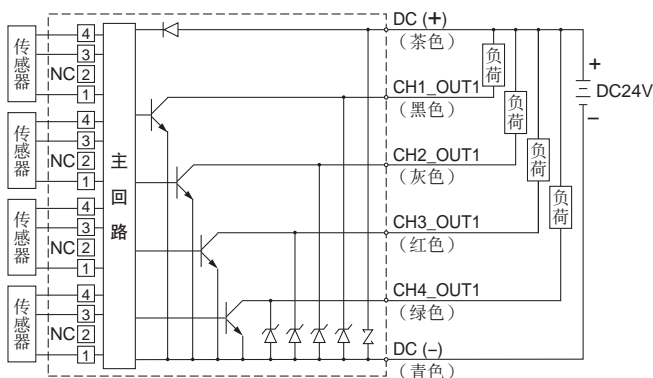 传感器
4
3
NC 2
1
传感器
4
3
NC 2
1
传感器
4
3
NC 2
1
传感器
4
3
NC 2
1
主回路
DC (+)
(茶色)
CH1_OUT1
(黑色)
CH2_OUT1
(灰色)
CH3_OUT1
(红色)
CH4_OUT1
(绿色)
DC (–)
(青色)
负荷
负荷
负荷
负荷
+
DC24V
–